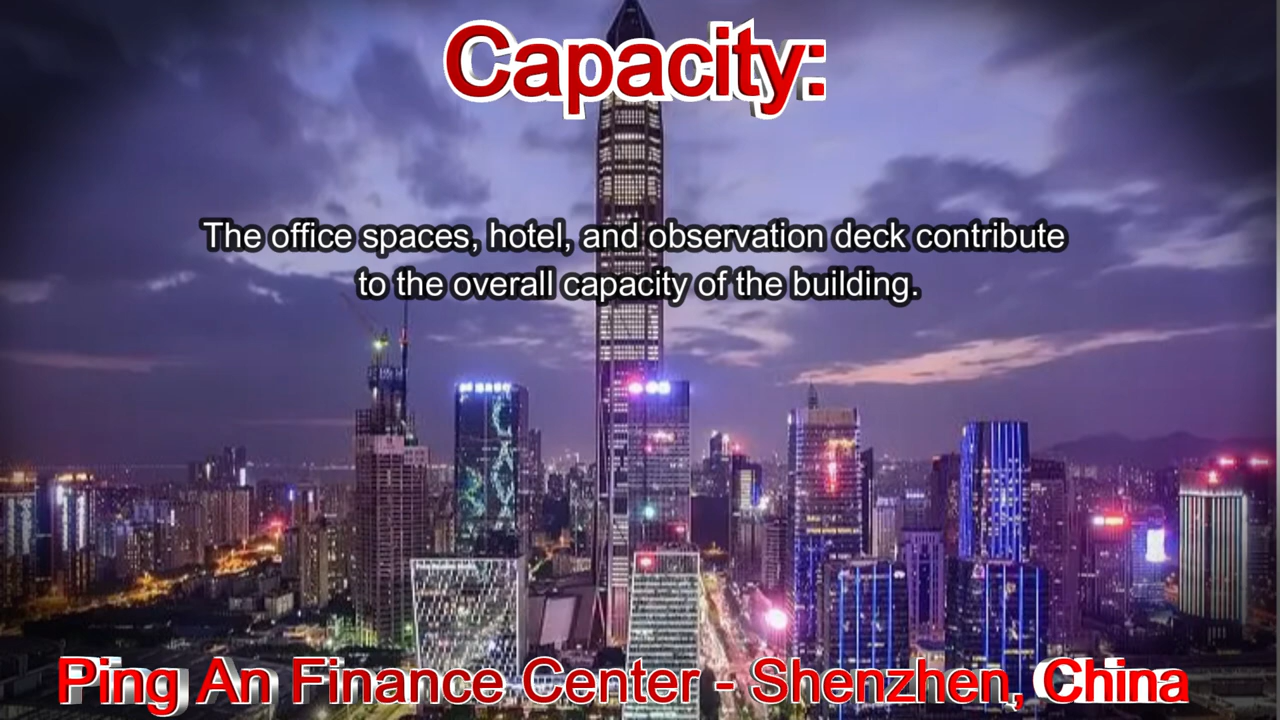 Capacity:
The office spaces, hotel, and observation deck contribute
to the overall capacity of the building.
Ping An Finance Center - Shenzhen, China